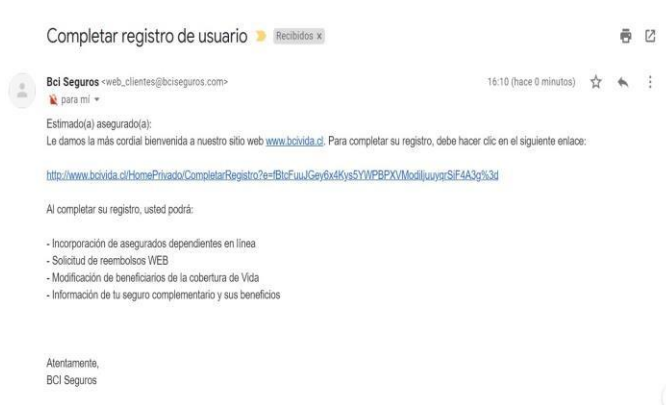 Completar registro de usuario Recibidos x
Bci Seguros <web_clientes@bciseguros.com> 16:10 (hace 0 minutos)
para mi
Estimado(a) asegurado(a):
Le damos la más cordial bienvenida a nuestro sitio web www.bcivida.cl. Para completar su registro, debe hacer clic en el siguiente enlace:
http://www.bcivida.cl/HomePrivado/CompletarRegistro?e=
Al completar su registro, usted podrá:
- Incorporación de asegurados dependientes en línea
- Solicitud de reembolsos WEB
- Modificación de beneficiarios de la cobertura de Vida
- Información de tu seguro complementario y sus beneficios
Atentamente,
BCI Seguros